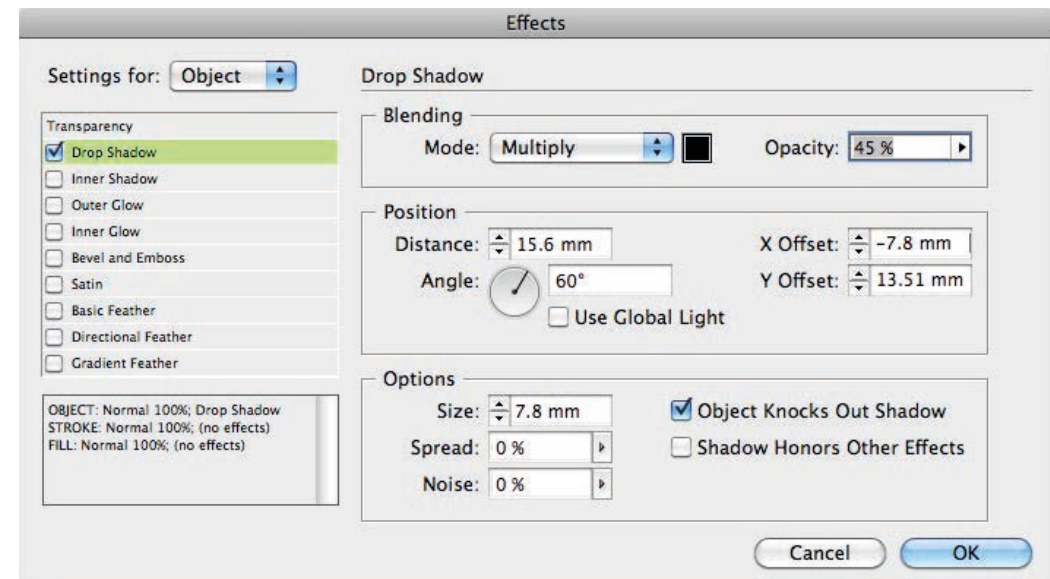 Effects
Settings for: Object
Transparency
Drop Shadow
Inner Shadow
Outer Glow
Inner Glow
Bevel and Emboss
Satin
Basic Feather
Directional Feather
Gradient Feather
OBJECT: Normal 100%; Drop Shadow
STROKE: Normal 100%; (no effects)
FILL: Normal 100%; (no effects)
Drop Shadow
Blending
Mode: Multiply Opacity: 45 %
Position
Distance: 15.6 mm X Offset: -7.8 mm
Angle: 60° Y Offset: 13.51 mm
Use Global Light
Options
Size: 7.8 mm Object Knocks Out Shadow
Spread: 0 % Shadow Honors Other Effects
Noise: 0 %
Cancel OK